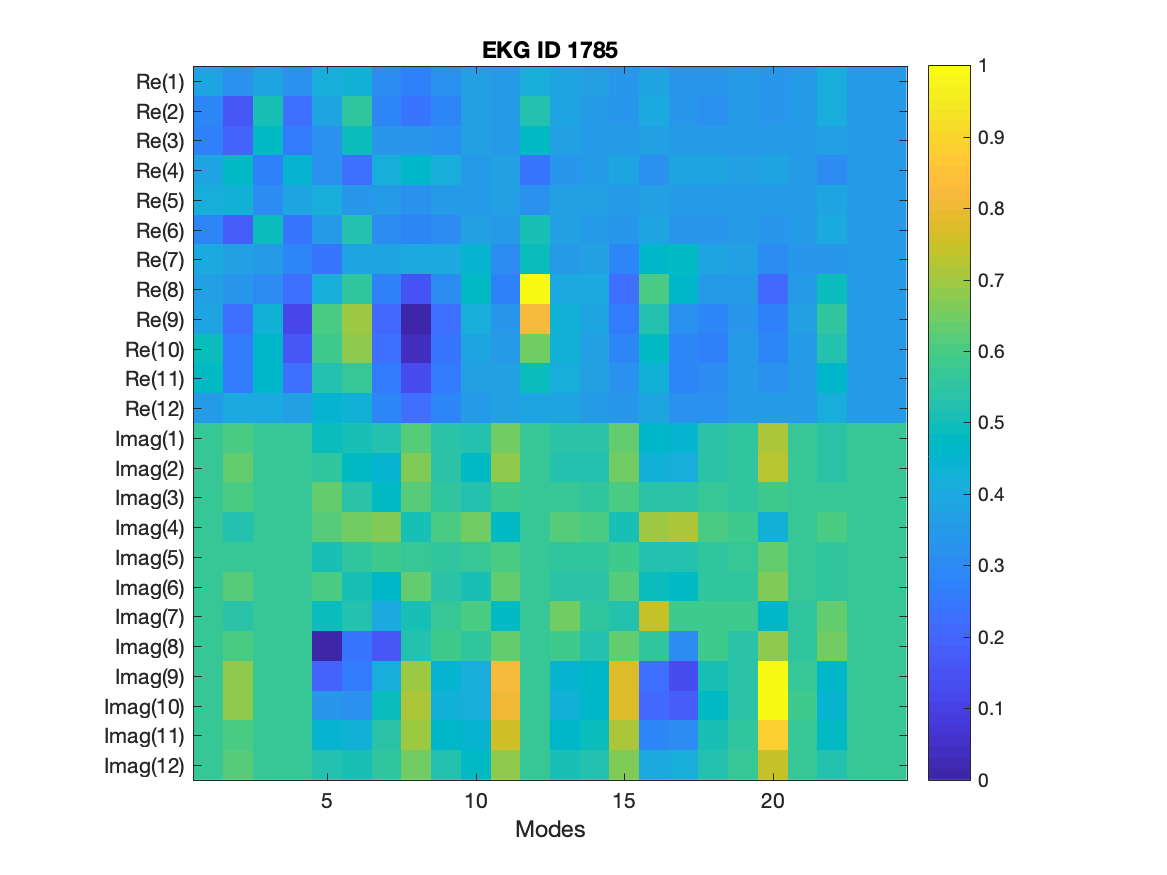 EKG ID 1785
Re(1)
Re(2)
Re(3)
Re(4)
Re(5)
Re(6)
Re(7)
Re(8)
Re(9)
Re(10)
Re(11)
Re(12)
Imag(1)
Imag(2)
Imag(3)
Imag(4)
Imag(5)
Imag(6)
Imag(7)
Imag(8)
Imag(9)
Imag(10)
Imag(11)
Imag(12)
5 10 15 20
Modes
1
0.9
0.8
0.7
0.6
0.5
0.4
0.3
0.2
0.1
0